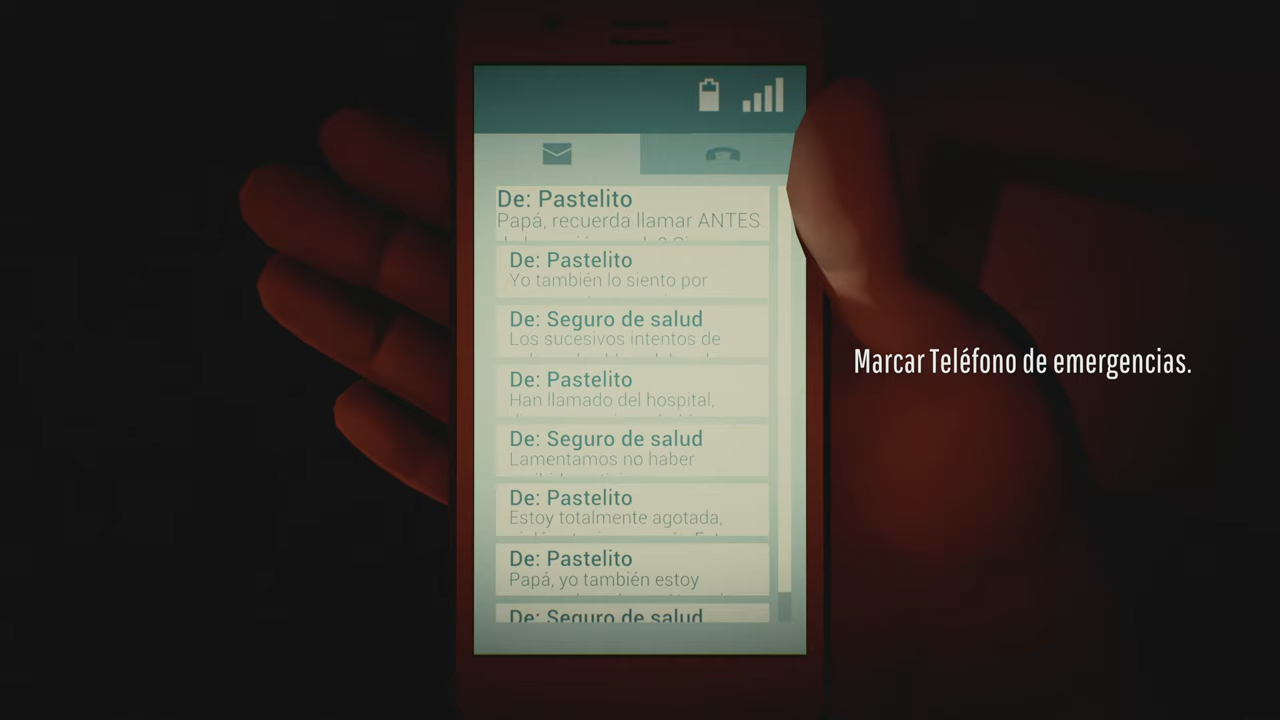 De: Pastelito
Papá, recuerda llamar ANTES
De: Pastelito
Yo también lo siento por
De: Seguro de salud
Los sucesivos intentos de
De: Pastelito
Han llamado del hospital,
De: Seguro de salud
Lamentamos no haber
De: Pastelito
Estoy totalmente agotada,
De: Pastelito
Papá, yo también estoy
De: Seguro de salud
Marcar Teléfono de emergencias.